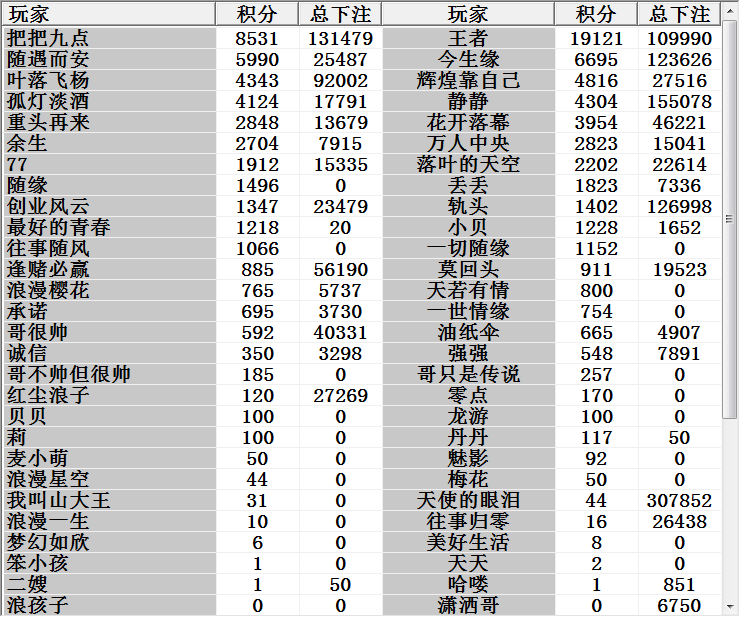 玩家 积分 总下注 玩家 积分 总下注
把把九点 8531 131479 王者 19121 109990
随遇而安 5990 25487 今生缘 6695 123626
叶落飞杨 4343 92002 辉煌靠自己 4816 27516
孤灯淡酒 4124 17791 静静 4304 155078
重头再来 2848 13679 花开落幕 3954 46221
余生 2704 7915 万人中央 2823 15041
77 1912 15335 落叶的天空 2202 22614
随缘 1496 0 丢丢 1823 7336
创业风云 1347 23479 轨头 1402 126998
最好的青春 1218 20 小贝 1228 1652
往事随风 1066 0 一切随缘 1152 0
逢赌必赢 885 56190 莫回头 911 19523
浪漫樱花 765 5737 天若有情 800 0
承诺 695 3730 一世情缘 754 0
哥很帅 592 40331 油纸伞 665 4907
诚信 350 3298 强强 548 7891
哥不帅但很帅 185 0 哥只是传说 257 0
红尘浪子 120 27269 零点 170 0
贝贝 100 0 龙游 100 0
莉 100 0 丹丹 117 50
麦小萌 50 0 魅影 92 0
浪漫星空 44 0 梅花 50 0
我叫山大王 31 0 天使的眼泪 44 307852
浪漫一生 10 0 往事归零 16 26438
梦幻如欣 6 0 美好生活 8 0
笨小孩 1 0 天天 2 0
二嫂 1 50 哈喽 1 851
浪孩子 0 0 潇洒哥 0 6750